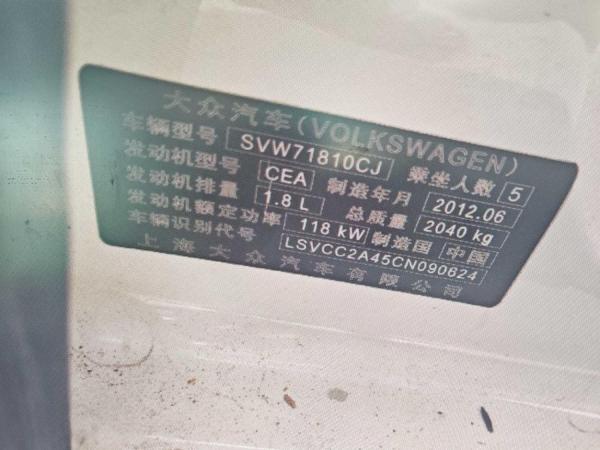 大众汽车(VOLKSWAGEN)
车辆型号 SVW71810CJ 乘坐人数 5
发动机型号 CEA 制造年月 2012.06
发动机排量 1.8 L 总质量 2040 kg
发动机额定功率 118 kW 制造国 中国
车辆识别代号 LSVCC2A45CN090624
上海大众汽车有限公司